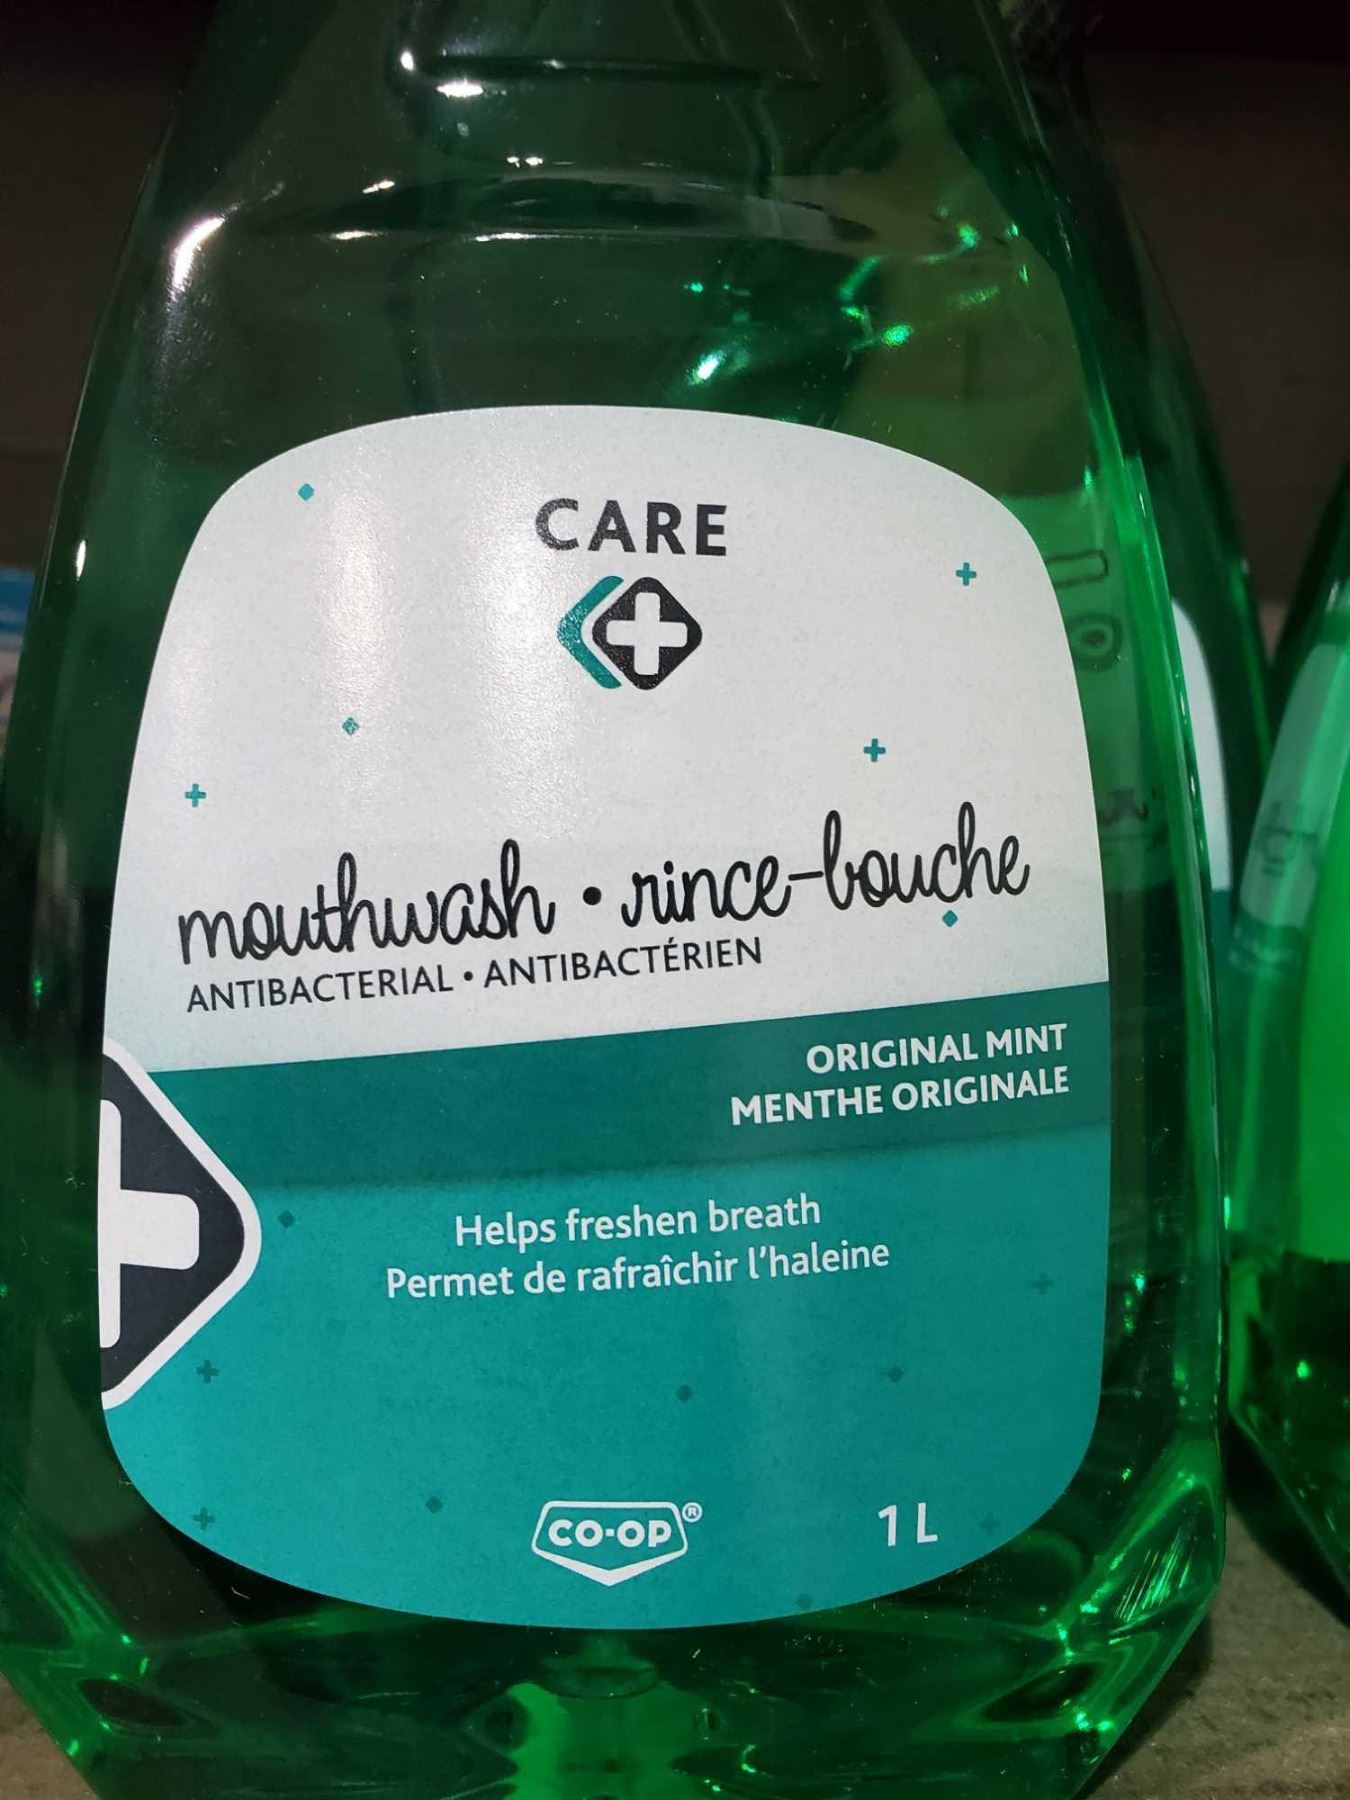 CARE
mouthwash • rince-bouche
ANTIBACTERIAL • ANTIBACTÉRIEN
ORIGINAL MINT
MENTHE ORIGINALE
Helps freshen breath
Permet de rafraîchir l'haleine
CO-OP®
1 L